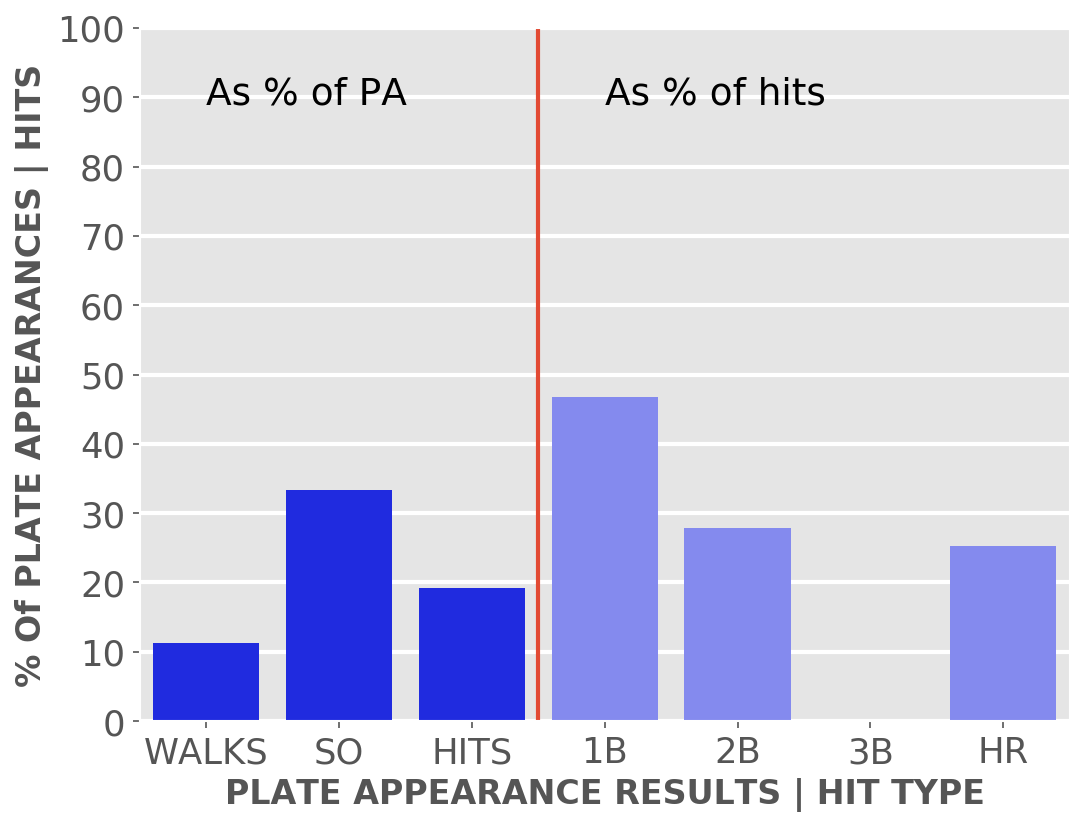 % Of PLATE APPEARANCES | HITS
100
90
80
70
60
50
40
30
20
10
0
As % of PA
As % of hits
WALKS SO HITS 1B 2B 3B HR
PLATE APPEARANCE RESULTS | HIT TYPE